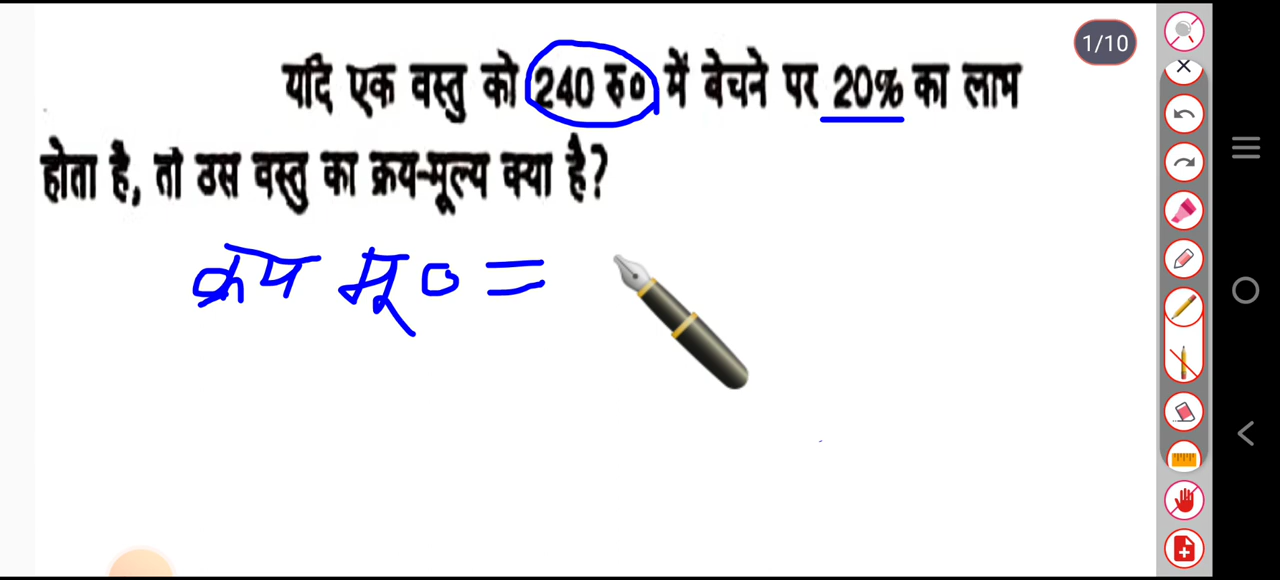 1/10
यदि एक वस्तु को 240 रु० में बेचने पर 20% का लाभ
होता है, तो उस वस्तु का क्रय-मूल्य क्या है?
क्रय मू० =